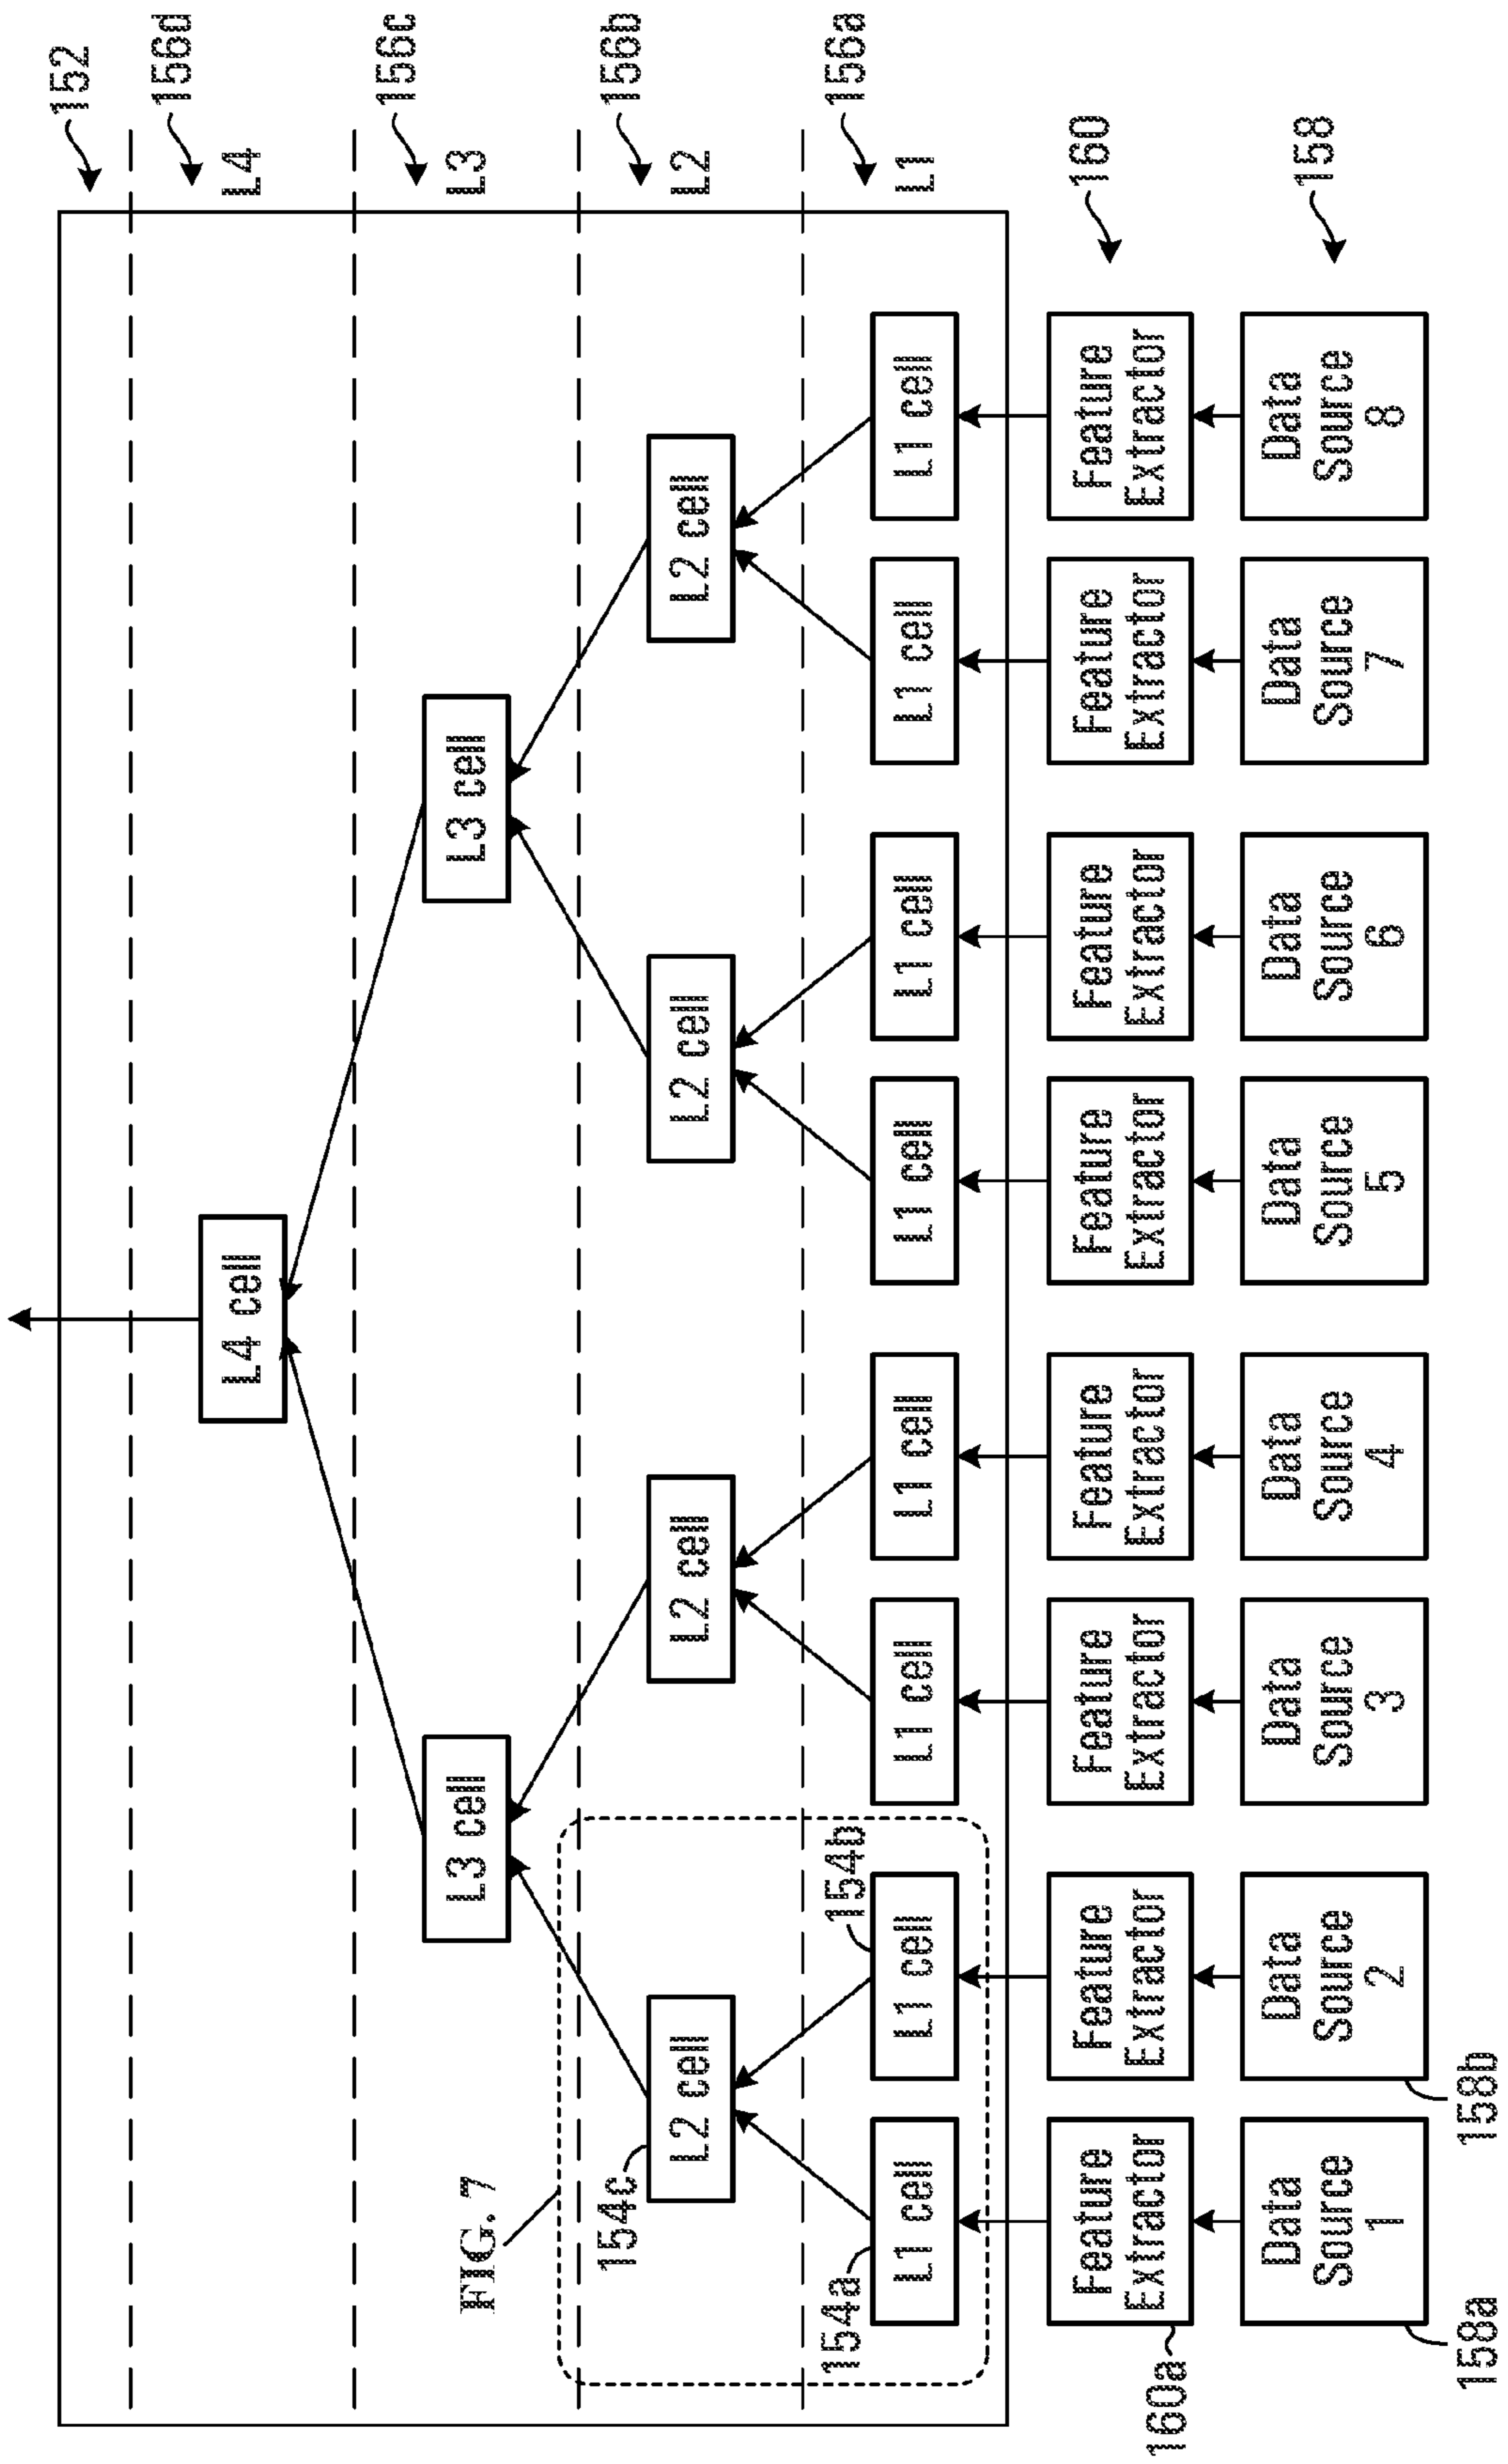 152
156d
L4 cell
L4
156c
L3 cell
L3 cell
L3
FIG. 7
156b
154c
L2 cell
L2 cell
L2 cell
L2 cell
L2
156a
154a
154b
L1 cell
L1 cell
L1 cell
L1 cell
L1 cell
L1 cell
L1 cell
L1 cell
L1
160
160a
Feature
Extractor
Feature
Extractor
Feature
Extractor
Feature
Extractor
Feature
Extractor
Feature
Extractor
Feature
Extractor
Feature
Extractor
158
Data
Source
1
Data
Source
2
Data
Source
3
Data
Source
4
Data
Source
5
Data
Source
6
Data
Source
7
Data
Source
8
158a
158b